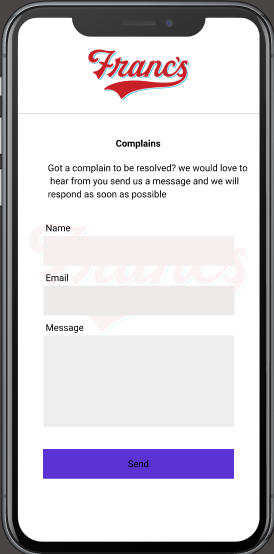 Franc's
Complains
Got a complain to be resolved? we would love to
hear from you send us a message and we will
respond as soon as possible
Name
Franc's
Email
Message
Send